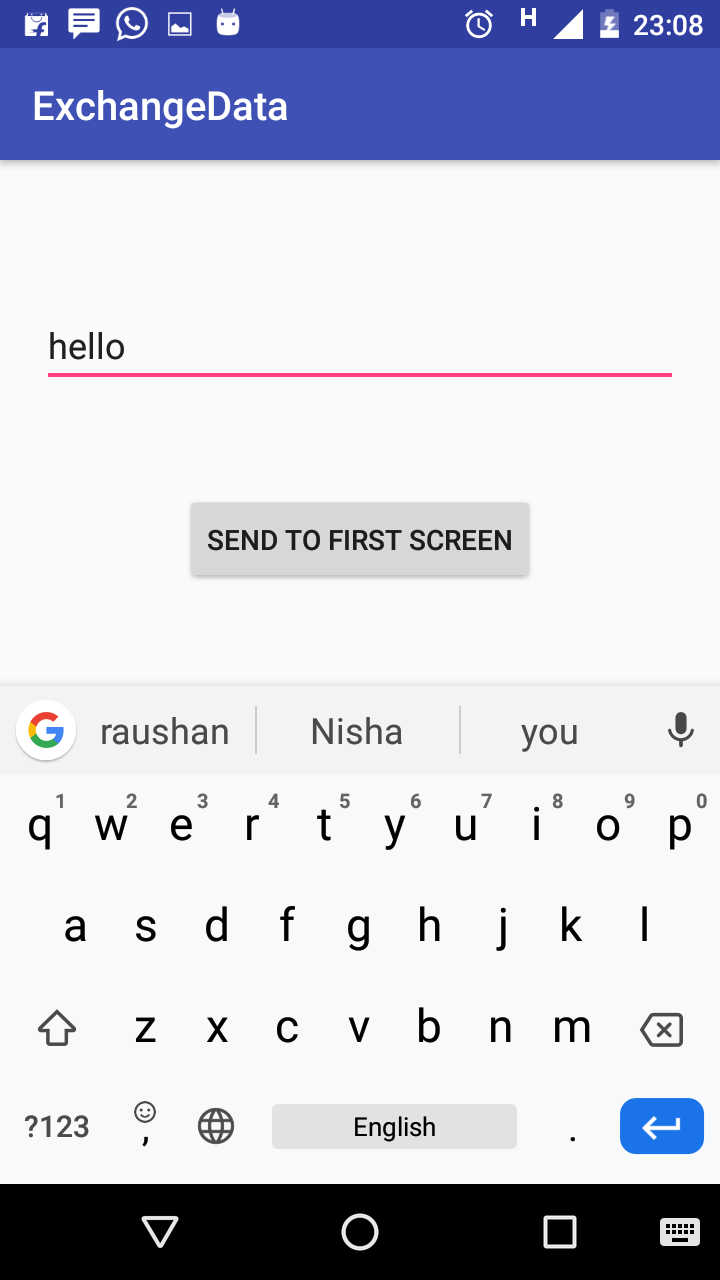 H 23:08
ExchangeData
hello
SEND TO FIRST SCREEN
raushan Nisha you
1 2 3 4 5 6 7 8 9 0
q w e r t y u i o p
a s d f g h j k l
z x c v b n m
?123 , English .